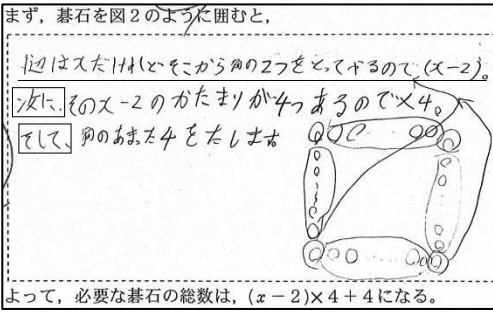 まず，碁石を図２のように囲むと，
1辺はxだけれど、そこから角の2つをとってやるので (x-2)。
次に、そのx-2のかたまりが4つあるので×4。
そして、角のあまった4をたします
よって，必要な碁石の総数は，(x－2)×4＋4になる。